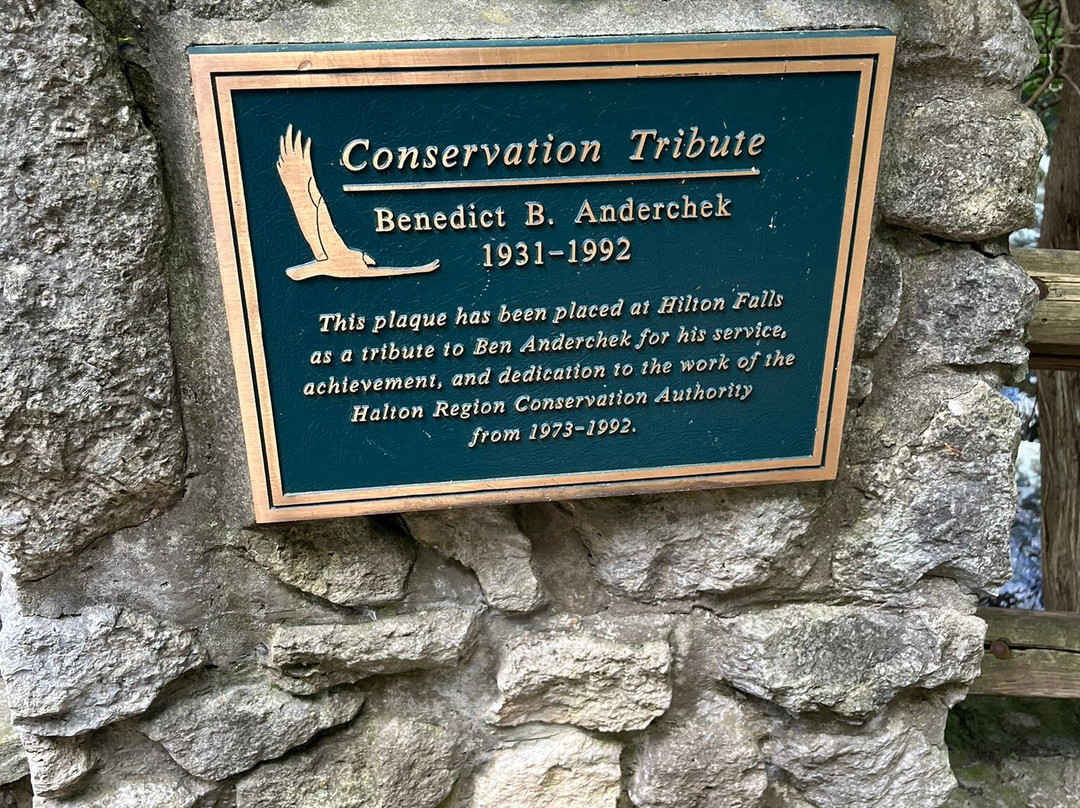 Conservation Tribute
Benedict B. Anderchek
1931-1992
This plaque has been placed at Hilton Falls
as a tribute to Ben Anderchek for his service,
achievement, and dedication to the work of the
Halton Region Conservation Authority
from 1973-1992.